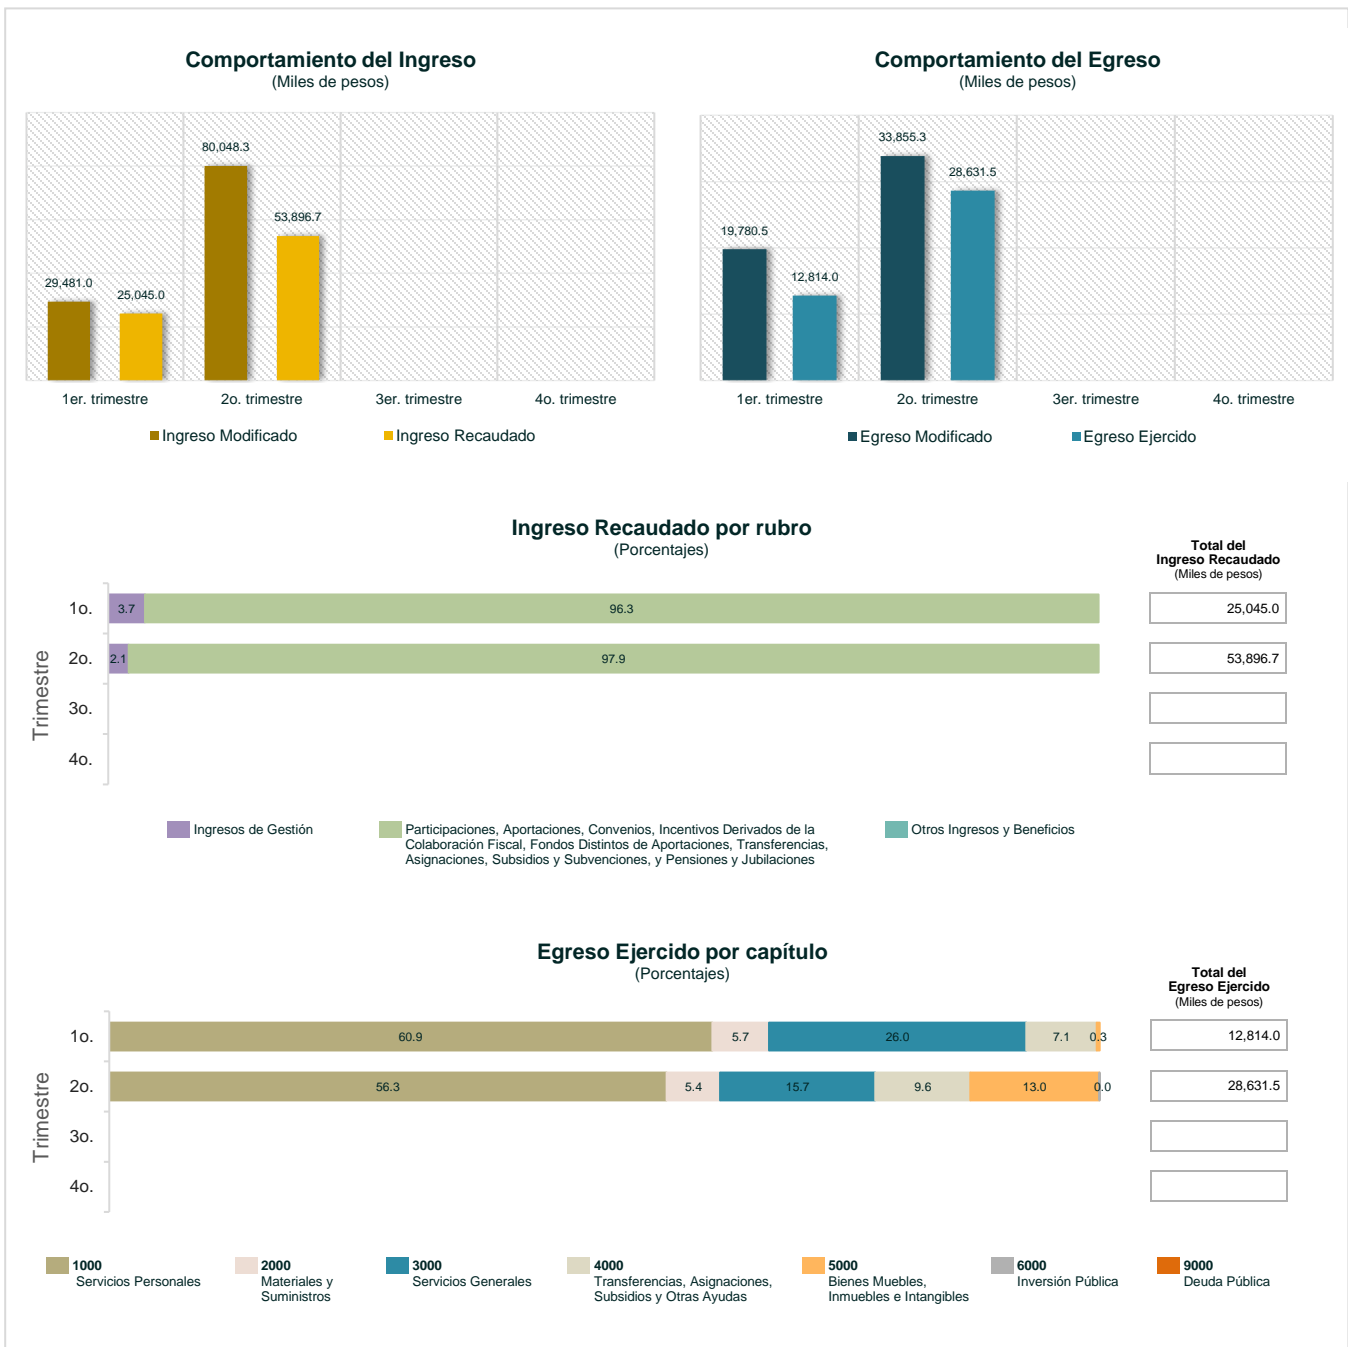 Comportamiento del Ingreso
(Miles de pesos)
80,048.3
53,896.7
29,481.0
25,045.0
1er. trimestre
2o. trimestre
3er. trimestre
4o. trimestre
Ingreso Modificado
Ingreso Recaudado
Comportamiento del Egreso
(Miles de pesos)
33,855.3
28,631.5
19,780.5
12,814.0
1er. trimestre
2o. trimestre
3er. trimestre
4o. trimestre
Egreso Modificado
Egreso Ejercido
Ingreso Recaudado por rubro
(Porcentajes)
Total del
Ingreso Recaudado
(Miles de pesos)
Trimestre
1o.
3.7
96.3
25,045.0
2o.
2.1
97.9
53,896.7
3o.
4o.
Ingresos de Gestión
Participaciones, Aportaciones, Convenios, Incentivos Derivados de la
Colaboración Fiscal, Fondos Distintos de Aportaciones, Transferencias,
Asignaciones, Subsidios y Subvenciones, y Pensiones y Jubilaciones
Otros Ingresos y Beneficios
Egreso Ejercido por capítulo
(Porcentajes)
Total del
Egreso Ejercido
(Miles de pesos)
Trimestre
1o.
60.9
5.7
26.0
7.1
0.3
12,814.0
2o.
56.3
5.4
15.7
9.6
13.0
0.0
28,631.5
3o.
4o.
1000
Servicios Personales
2000
Materiales y
Suministros
3000
Servicios Generales
4000
Transferencias, Asignaciones,
Subsidios y Otras Ayudas
5000
Bienes Muebles,
Inmuebles e Intangibles
6000
Inversión Pública
9000
Deuda Pública